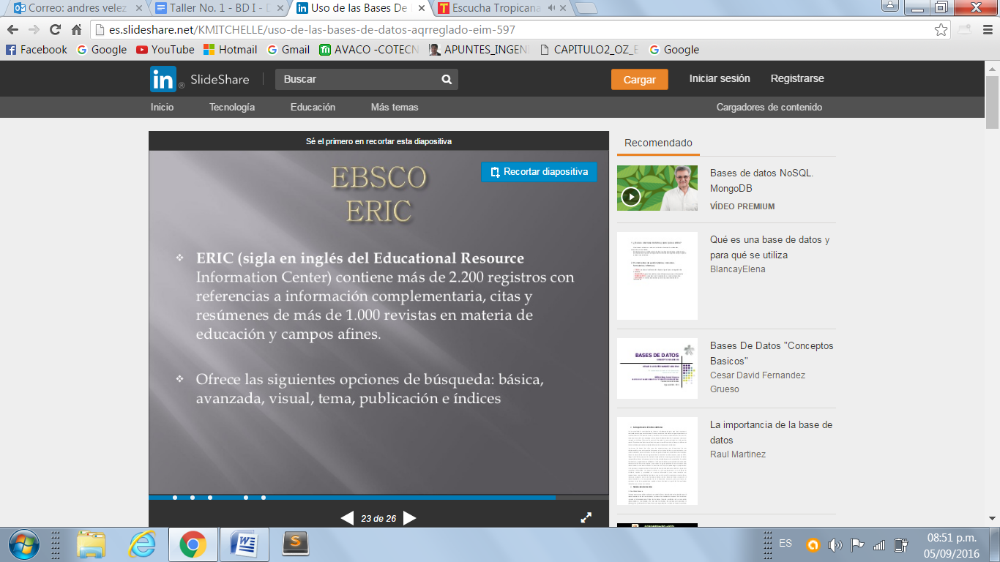 Correo: andres velez
Taller No. 1 - BD I - D
Uso de las Bases De
Escucha Tropicana
es.slideshare.net/KMITCHELLE/uso-de-las-bases-de-datos-aqrreglado-eim-597
Facebook
Google
YouTube
Hotmail
Gmail
AVACO -COTECN
APUNTES_INGEN
CAPITULO2_OZ_E
Google
in SlideShare
Buscar
Cargar
Iniciar sesión
Registrarse
Inicio
Tecnología
Educación
Más temas
Cargadores de contenido
Sé el primero en recortar esta diapositiva
Recortar diapositiva
EBSCO
ERIC
ERIC (sigla en inglés del Educational Resource
Information Center) contiene más de 2.200 registros con
referencias a información complementaria, citas y
resúmenes de más de 1.000 revistas en materia de
educación y campos afines.
Ofrece las siguientes opciones de búsqueda: básica,
avanzada, visual, tema, publicación e índices
23 de 26
Recomendado
Bases de datos NoSQL.
MongoDB
VÍDEO PREMIUM
Qué es una base de datos y
para qué se utiliza
BlancayElena
BASES DE DATOS
Bases De Datos "Conceptos
Basicos"
Cesar David Fernandez
Grueso
La importancia de la base de
datos
Raul Martinez
ES
08:51 p.m.
05/09/2016